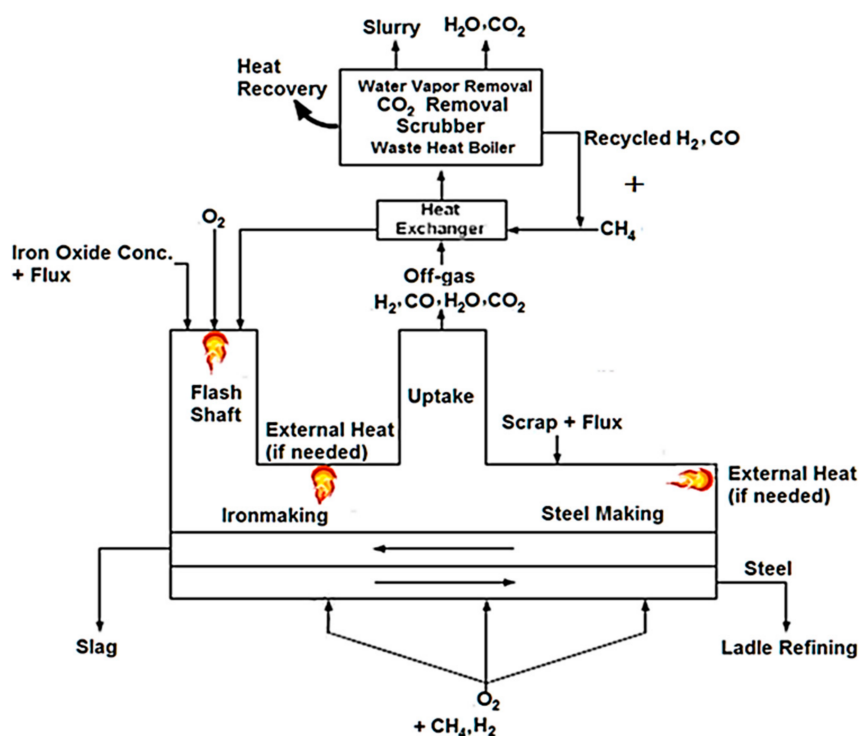 Slurry
H₂O,CO₂
Heat
Recovery
Water Vapor Removal
CO₂ Removal
Scrubber
Waste Heat Boiler
Recycled H₂, CO
+
Heat
Exchanger
CH₄
O₂
Iron Oxide Conc.
+ Flux
Off-gas
H₂,CO,H₂O,CO₂
Flash
Shaft
Uptake
External Heat
(if needed)
Scrap + Flux
External Heat
(if needed)
Ironmaking
Steel Making
Steel
Slag
Ladle Refining
O₂
+ CH₄,H₂